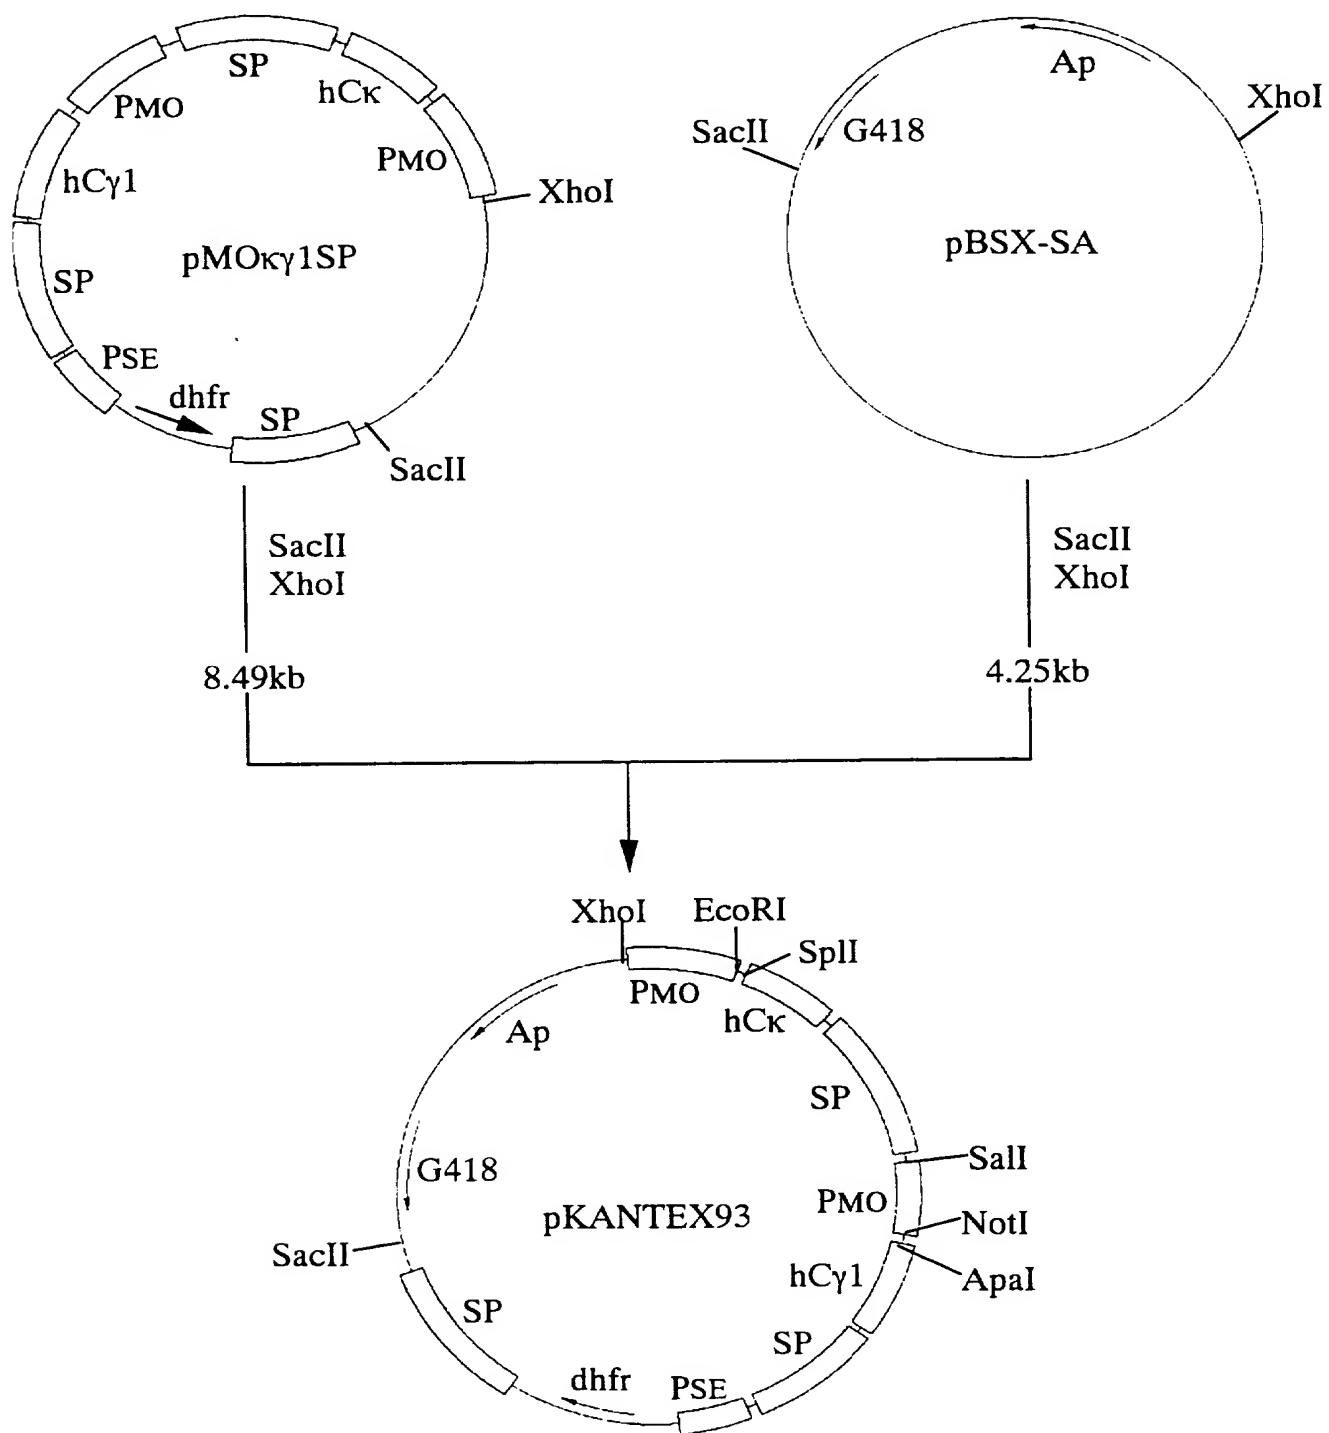 SP
hCκ
PMO
PMO
hCγ1
XhoI
pMOκγ1SP
SP
PSE
dhfr
SP
SacII
Ap
XhoI
SacII
G418
pBSX-SA
SacII
XhoI
8.49kb
SacII
XhoI
4.25kb
XhoI
EcoRI
SplI
PMO
hCκ
Ap
SP
SalI
G418
PMO
pKANTEX93
NotI
SacII
hCγ1
ApaI
SP
SP
dhfr
PSE